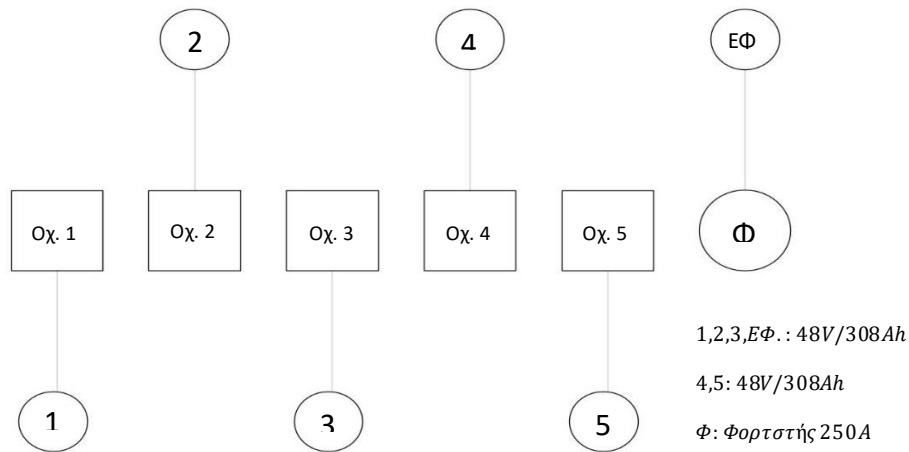 2
4
ΕΦ
Οχ. 1
Οχ. 2
Οχ. 3
Οχ. 4
Οχ. 5
Φ
1,2,3,ΕΦ.: 48V/308Ah
4,5: 48V/308Ah
Φ: Φορτστής 250A
1
3
5